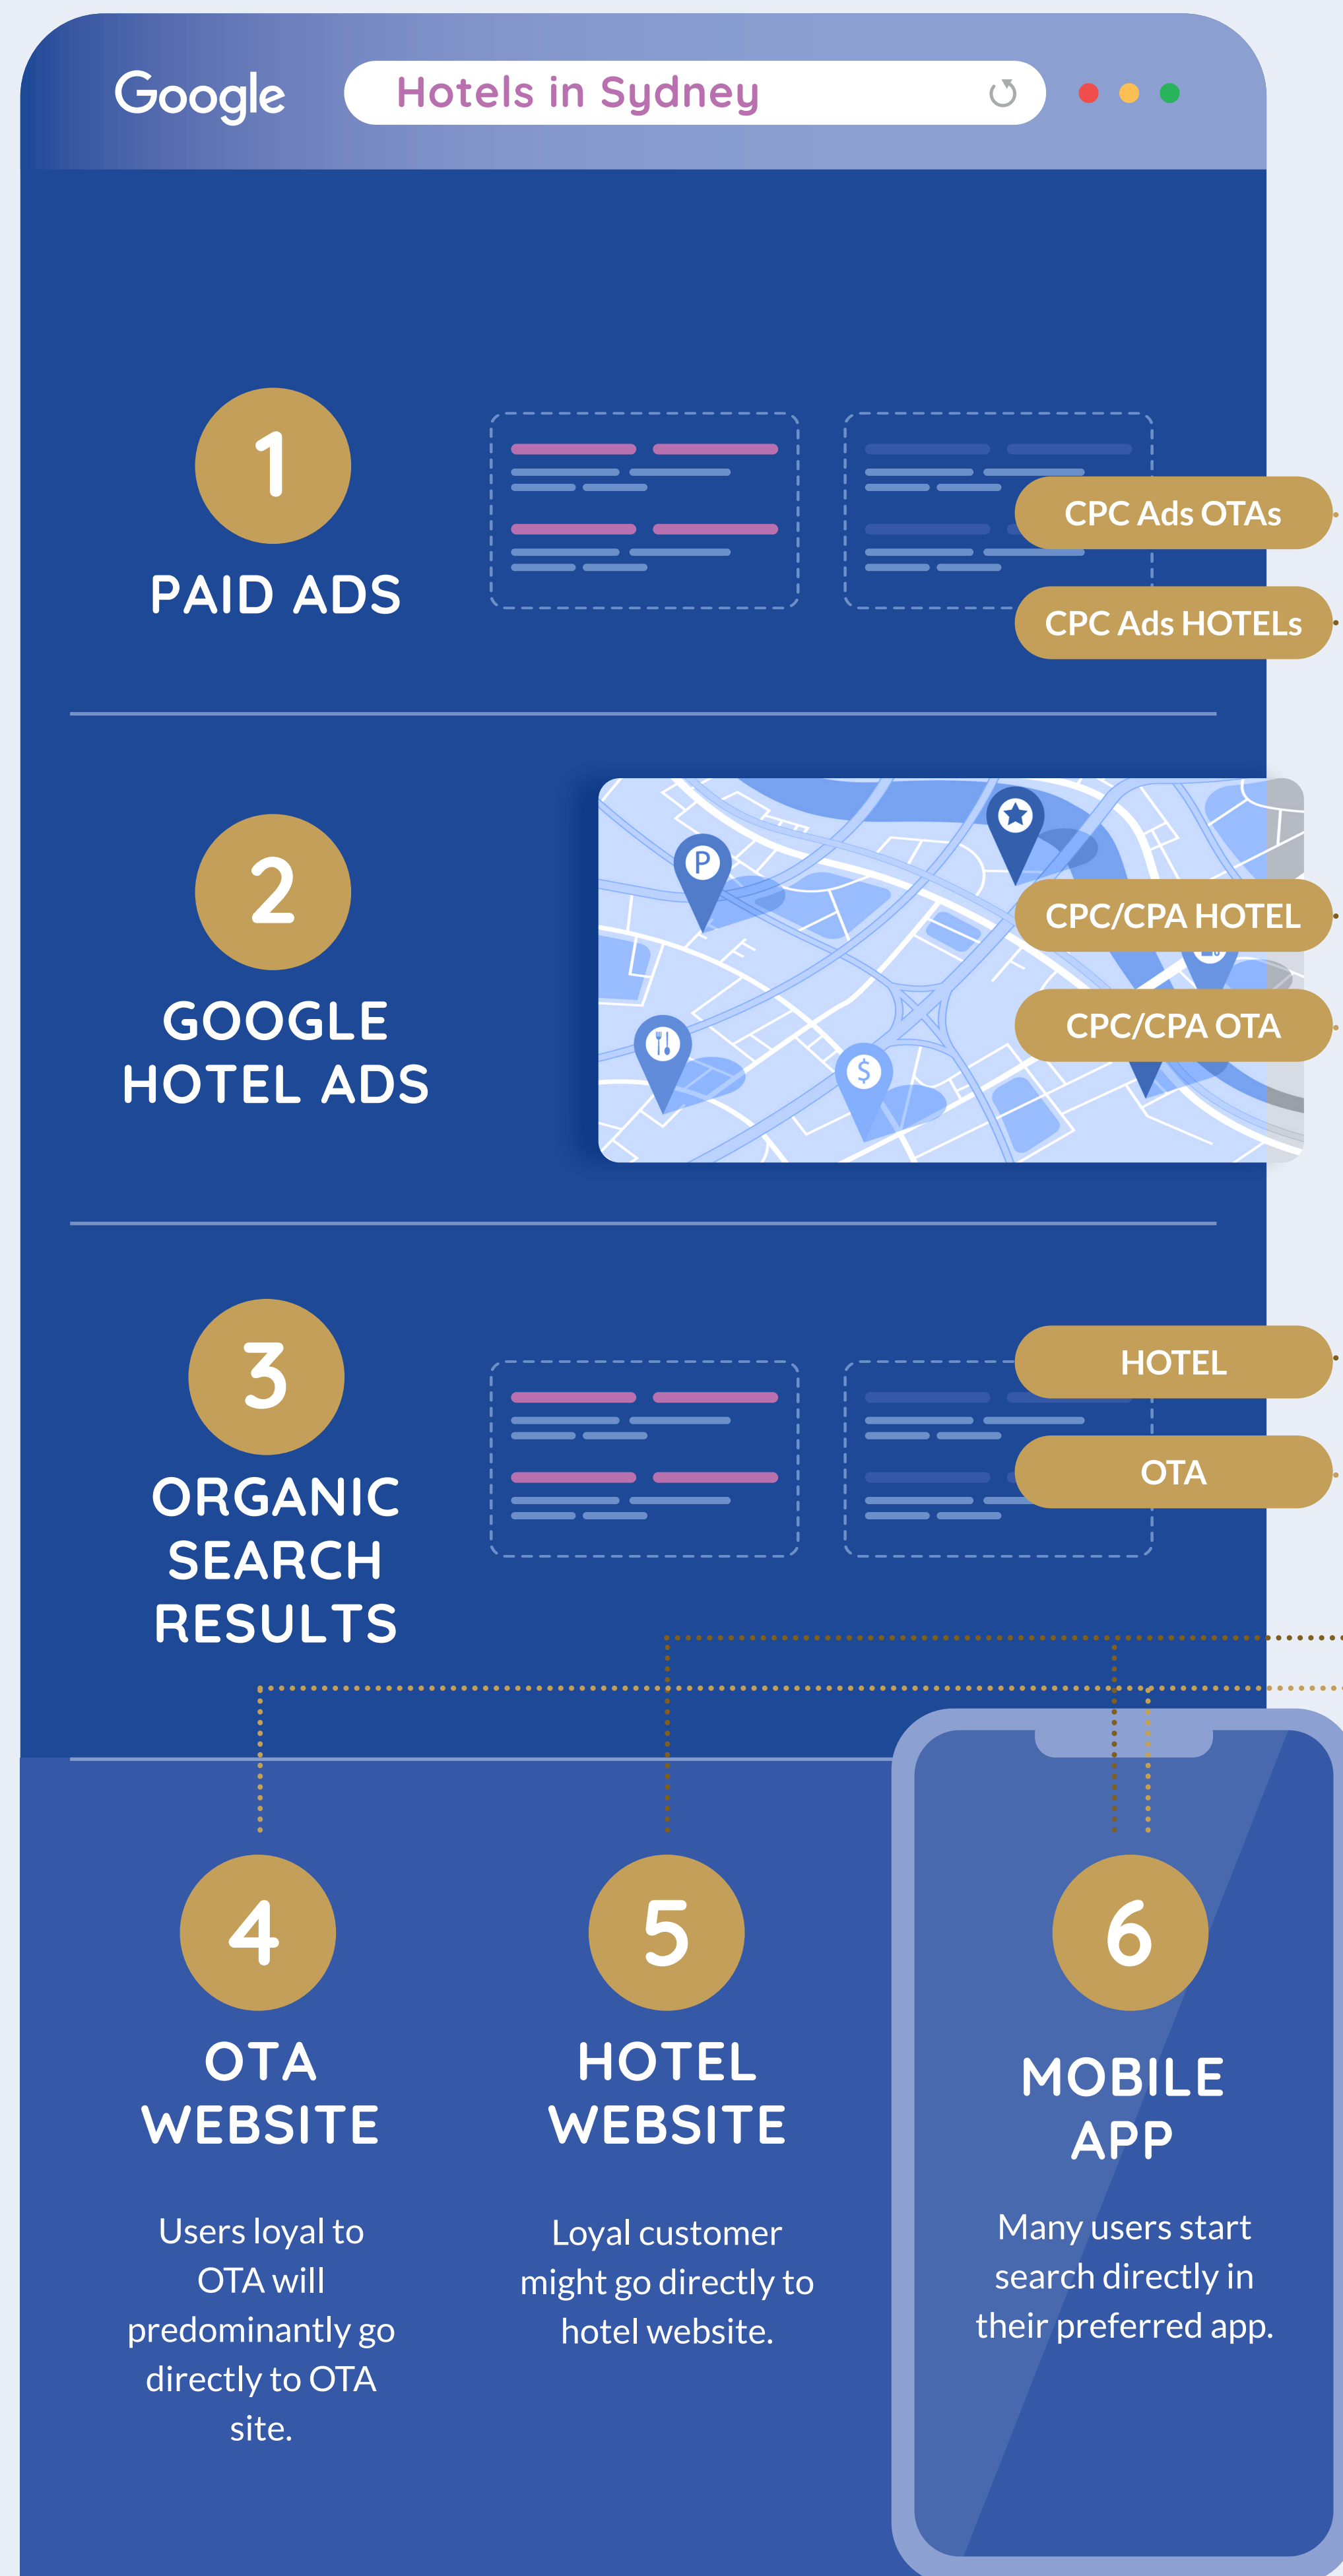 Google
Hotels in Sydney
1
PAID ADS
CPC Ads OTAs
CPC Ads HOTELs
2
GOOGLE
HOTEL ADS
P
$
CPC/CPA HOTEL
CPC/CPA OTA
3
ORGANIC
SEARCH
RESULTS
HOTEL
OTA
4
OTA
WEBSITE
Users loyal to
OTA will
predominantly go
directly to OTA
site.
5
HOTEL
WEBSITE
Loyal customer
might go directly to
hotel website.
6
MOBILE
APP
Many users start
search directly in
their preferred app.